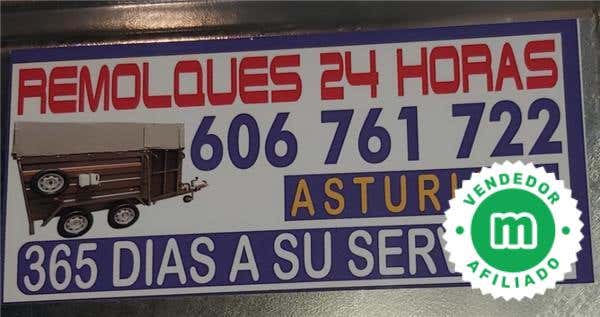 REMOLQUES 24 HORAS
606 761 722
ASTURI
365 DIAS A SU SERV
VENDEDOR
m
AFILIADO